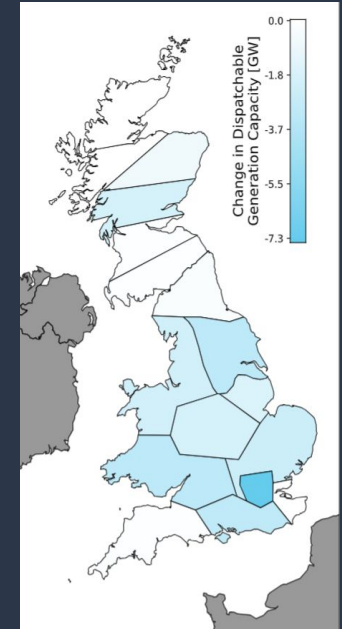 Change in Dispatchable
Generation Capacity [GW]
0.0
-1.8
-3.7
-5.5
-7.3